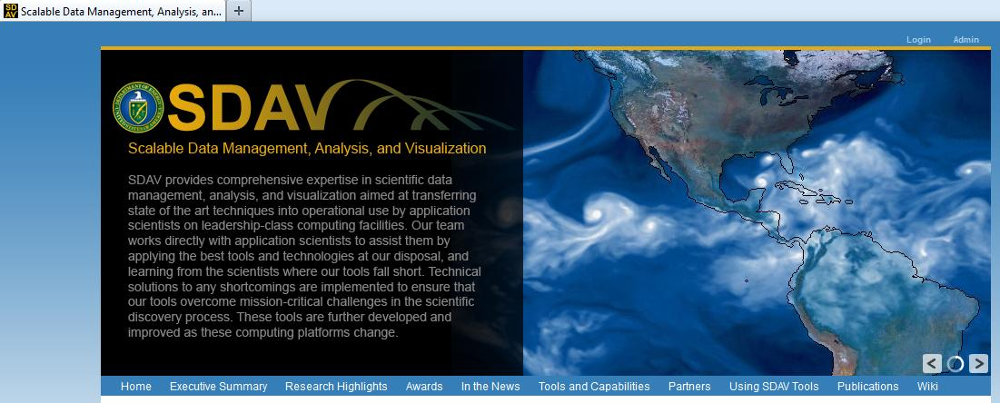 SD
AV
Scalable Data Management, Analysis, an...
Login Admin
SDAV
Scalable Data Management, Analysis, and Visualization
SDAV provides comprehensive expertise in scientific data
management, analysis, and visualization aimed at transferring
state of the art techniques into operational use by application
scientists on leadership-class computing facilities. Our team
works directly with application scientists to assist them by
applying the best tools and technologies at our disposal, and
learning from the scientists where our tools fall short. Technical
solutions to any shortcomings are implemented to ensure that
our tools overcome mission-critical challenges in the scientific
discovery process. These tools are further developed and
improved as these computing platforms change.
Home Executive Summary Research Highlights Awards In the News Tools and Capabilities Partners Using SDAV Tools Publications Wiki